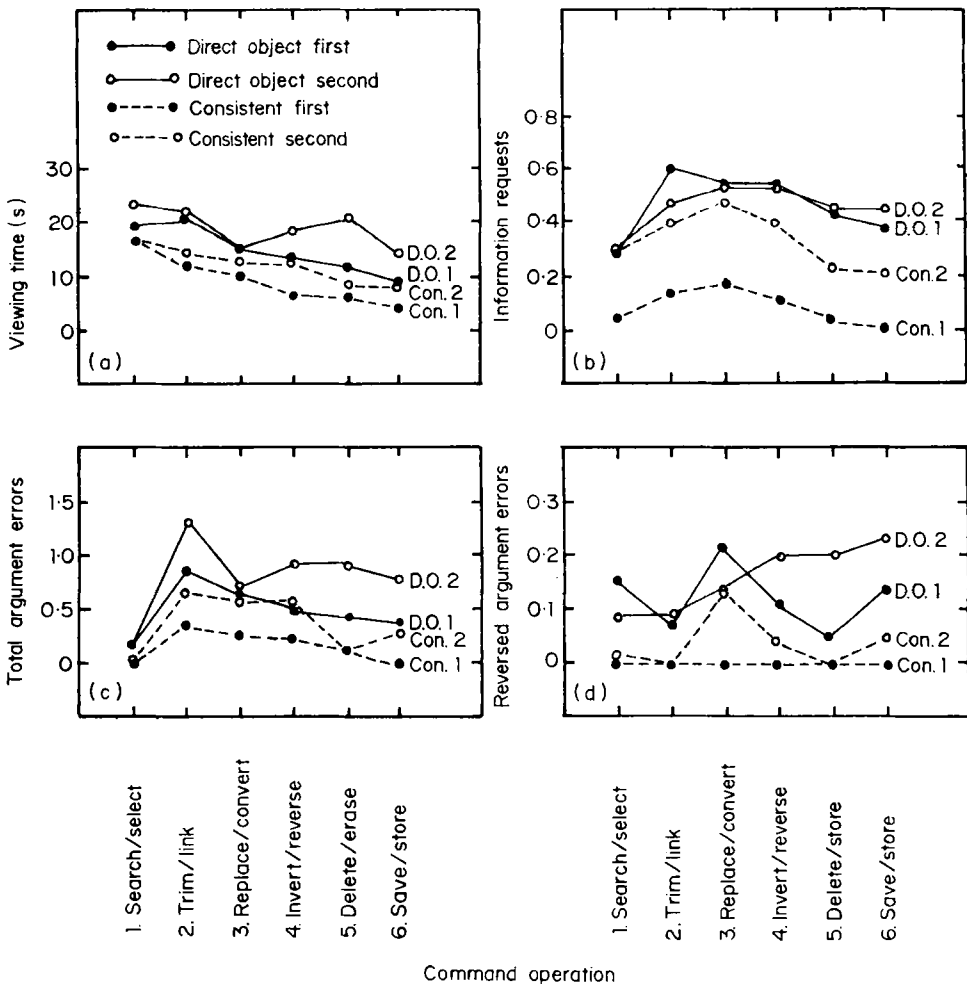 Direct object first
Direct object second
Consistent first
Consistent second
Viewing time (s)
30
20
10
0
D.O. 2
D.O. 1
Con. 2
Con. 1
(a)
Information requests
0·8
0·6
0·4
0·2
0
D.O. 2
D.O. 1
Con. 2
Con. 1
(b)
Total argument errors
1·5
1·0
0·5
0
D.O. 2
D.O. 1
Con. 2
Con. 1
(c)
Reversed argument errors
0·3
0·2
0·1
0
D.O. 2
D.O. 1
Con. 2
Con. 1
(d)
1. Search/select
2. Trim/link
3. Replace/convert
4. Invert/reverse
5. Delete/erase
6. Save/store
1. Search/select
2. Trim/link
3. Replace/convert
4. Invert/reverse
5. Delete/store
6. Save/store
Command operation